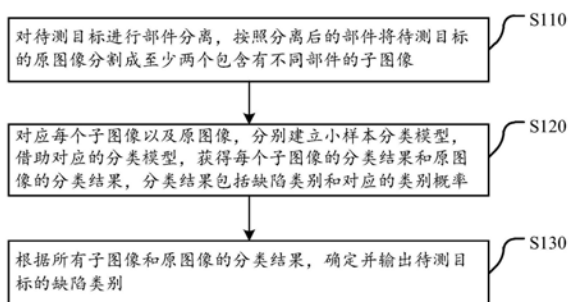 对待测目标进行部件分离，按照分离后的部件将待测目标
的原图像分割成至少两个包含有不同部件的子图像
S110
对应每个子图像以及原图像，分别建立小样本分类模型，
借助对应的分类模型，获得每个子图像的分类结果和原图
像的分类结果，分类结果包括缺陷类别和对应的类别概率
S120
根据所有子图像和原图像的分类结果，确定并输出待测目
标的缺陷类别
S130